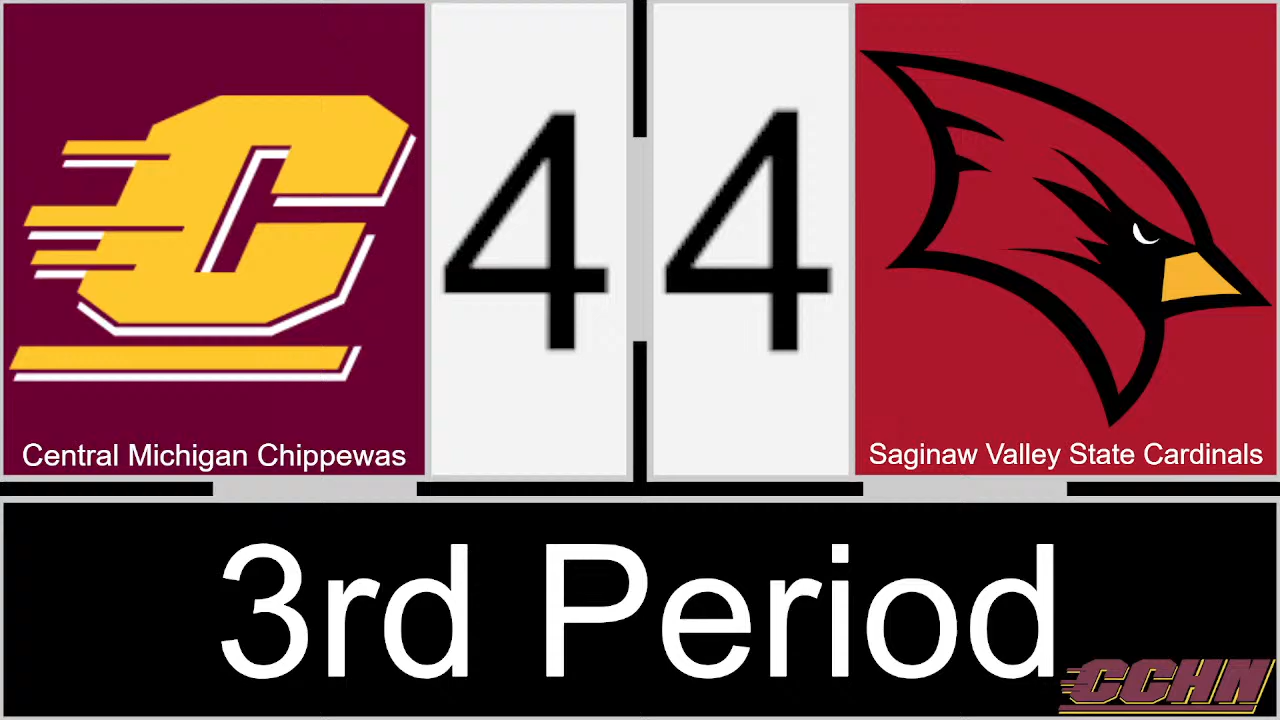 C
4
4
Central Michigan Chippewas
Saginaw Valley State Cardinals
3rd Period
CCHN